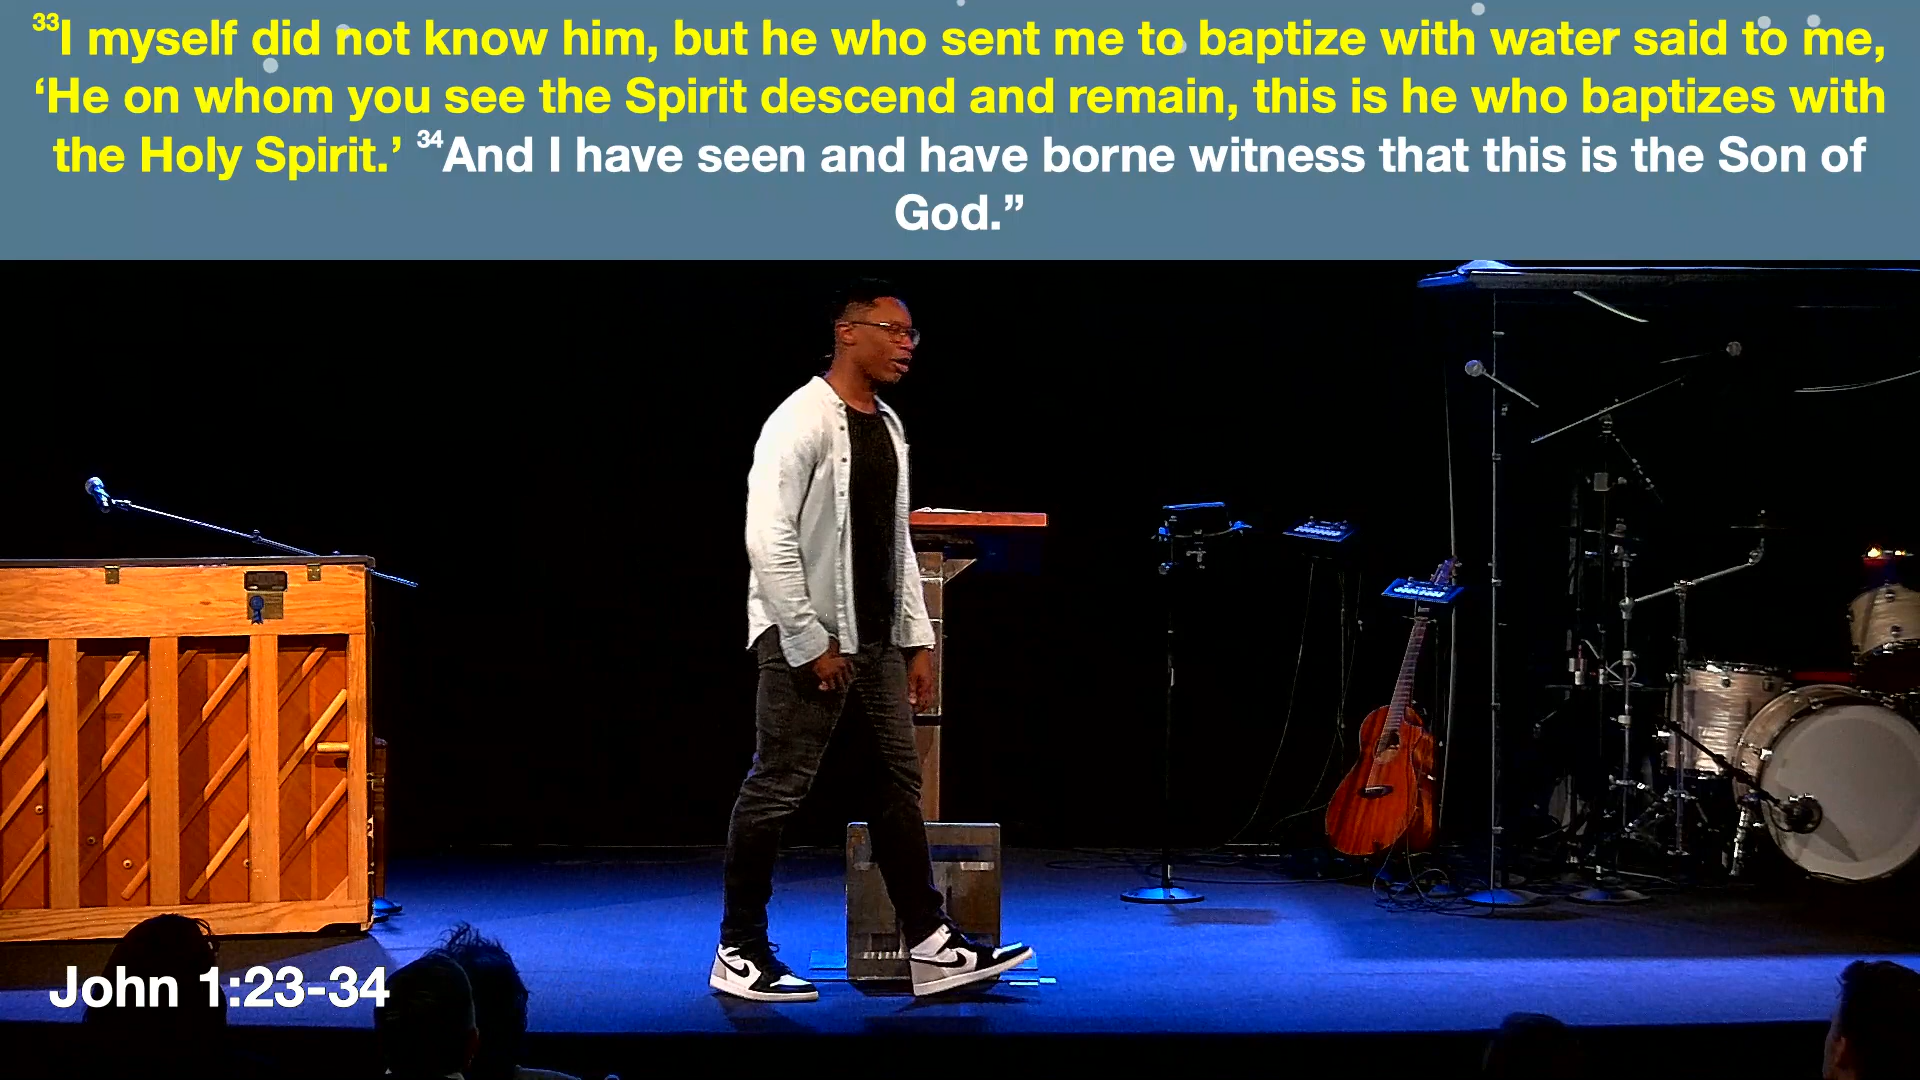 ³³I myself did not know him, but he who sent me to baptize with water said to me,
‘He on whom you see the Spirit descend and remain, this is he who baptizes with
the Holy Spirit.’ ³⁴And I have seen and have borne witness that this is the Son of
God.”
John 1:23-34